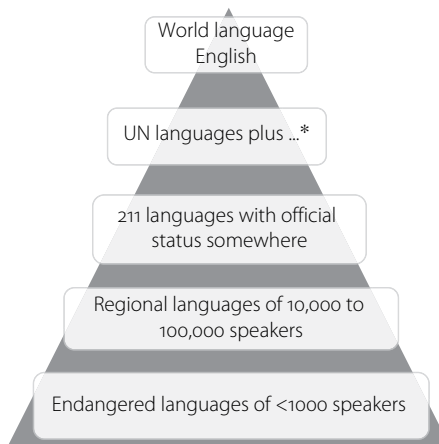 World language
English
UN languages plus ...*
211 languages with official
status somewhere
Regional languages of 10,000 to
100,000 speakers
Endangered languages of <1000 speakers